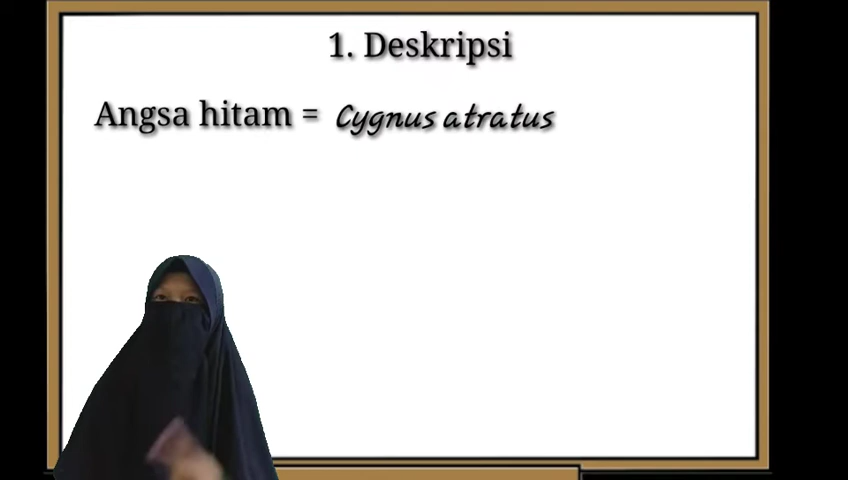 1. Deskripsi
Angsa hitam = Cygnus atratus